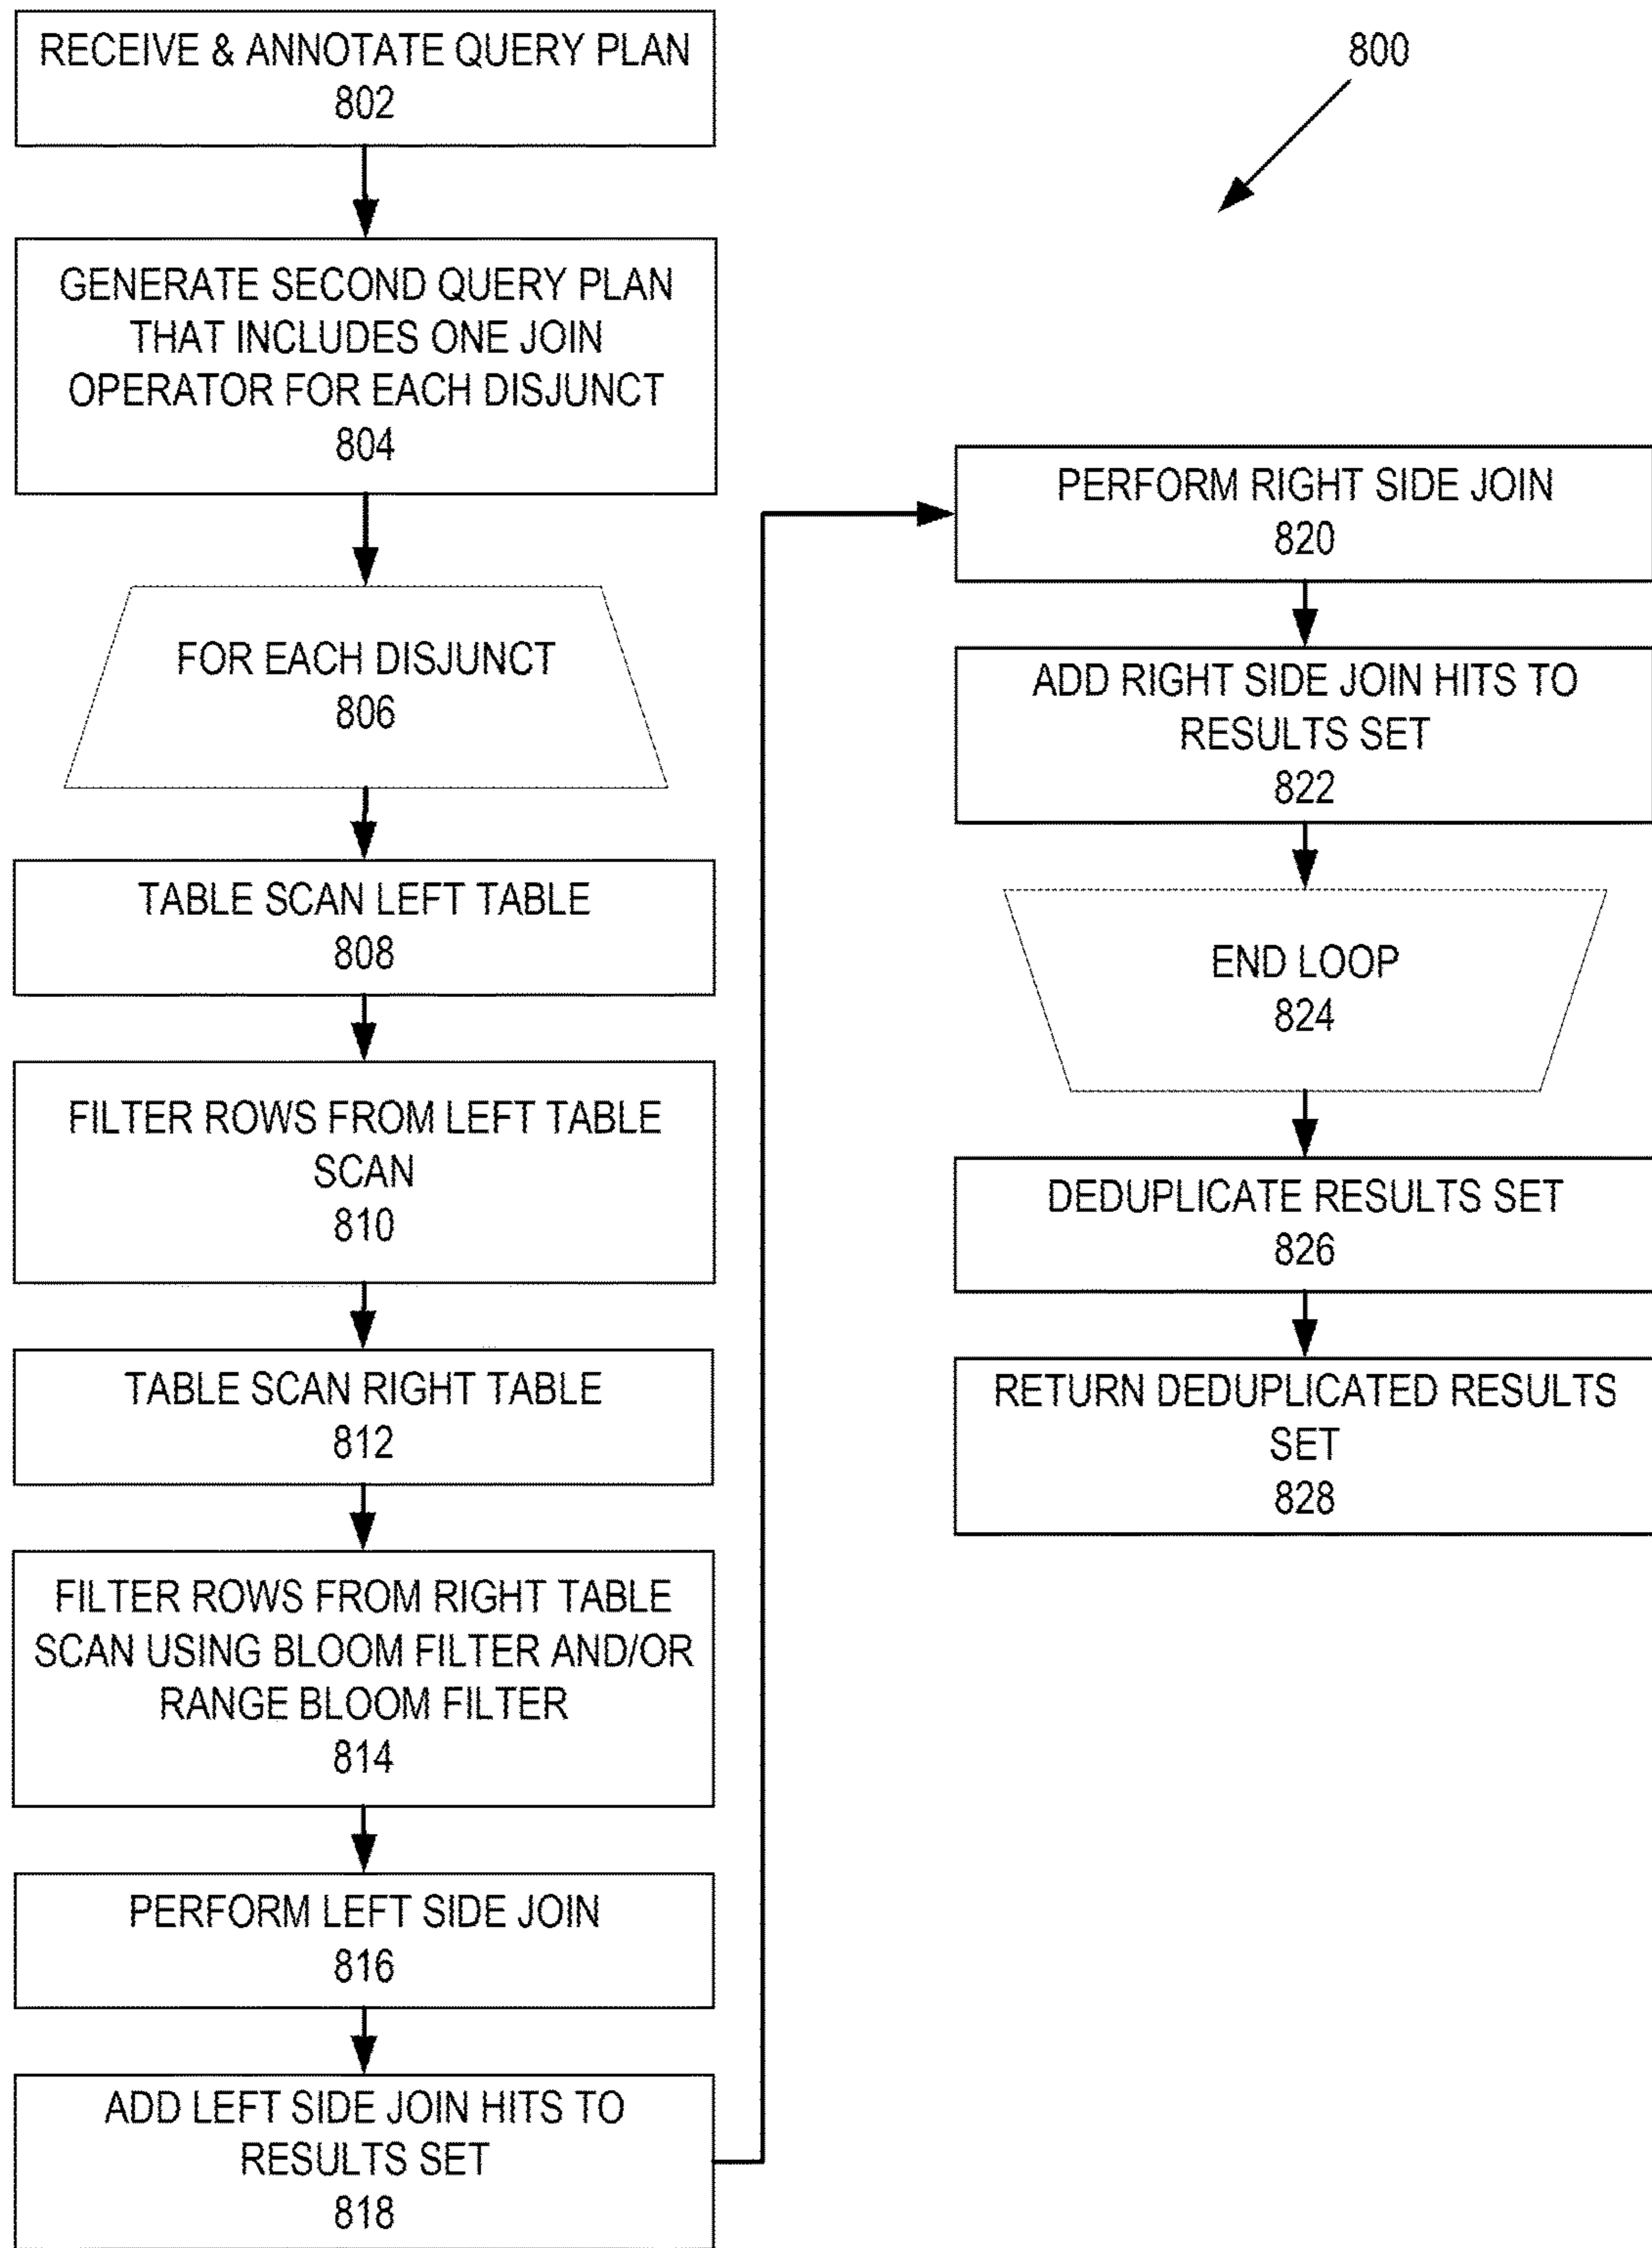 RECEIVE & ANNOTATE QUERY PLAN
802
GENERATE SECOND QUERY PLAN
THAT INCLUDES ONE JOIN
OPERATOR FOR EACH DISJUNCT
804
FOR EACH DISJUNCT
806
TABLE SCAN LEFT TABLE
808
FILTER ROWS FROM LEFT TABLE
SCAN
810
TABLE SCAN RIGHT TABLE
812
FILTER ROWS FROM RIGHT TABLE
SCAN USING BLOOM FILTER AND/OR
RANGE BLOOM FILTER
814
PERFORM LEFT SIDE JOIN
816
ADD LEFT SIDE JOIN HITS TO
RESULTS SET
818
800
PERFORM RIGHT SIDE JOIN
820
ADD RIGHT SIDE JOIN HITS TO
RESULTS SET
822
END LOOP
824
DEDUPLICATE RESULTS SET
826
RETURN DEDUPLICATED RESULTS
SET
828